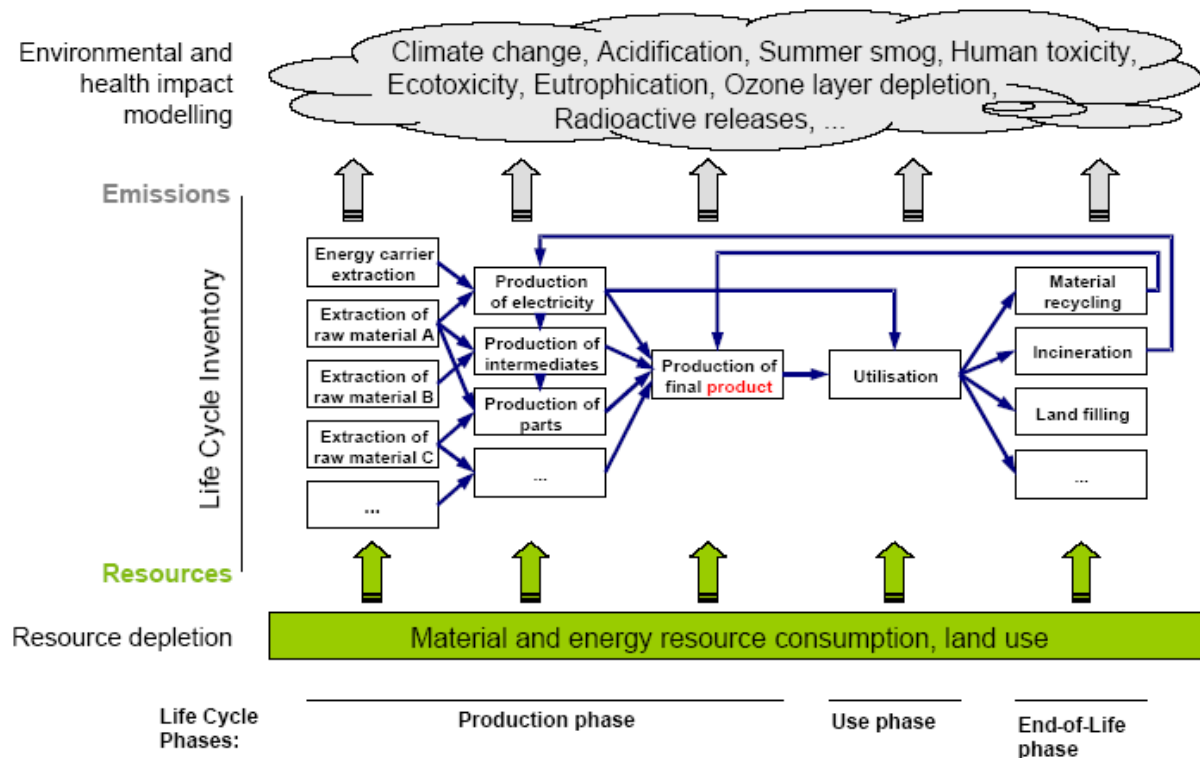 Environmental and
health impact
modelling
Climate change, Acidification, Summer smog, Human toxicity,
Ecotoxicity, Eutrophication, Ozone layer depletion,
Radioactive releases, ...
Emissions
Life Cycle Inventory
Energy carrier
extraction
Extraction of
raw material A
Extraction of
raw material B
Extraction of
raw material C
...
Production
of electricity
Production of
intermediates
Production of
parts
...
Production of
final product
Utilisation
Material
recycling
Incineration
Land filling
...
Resources
Resource depletion
Material and energy resource consumption, land use
Life Cycle
Phases:
Production phase
Use phase
End-of-Life
phase